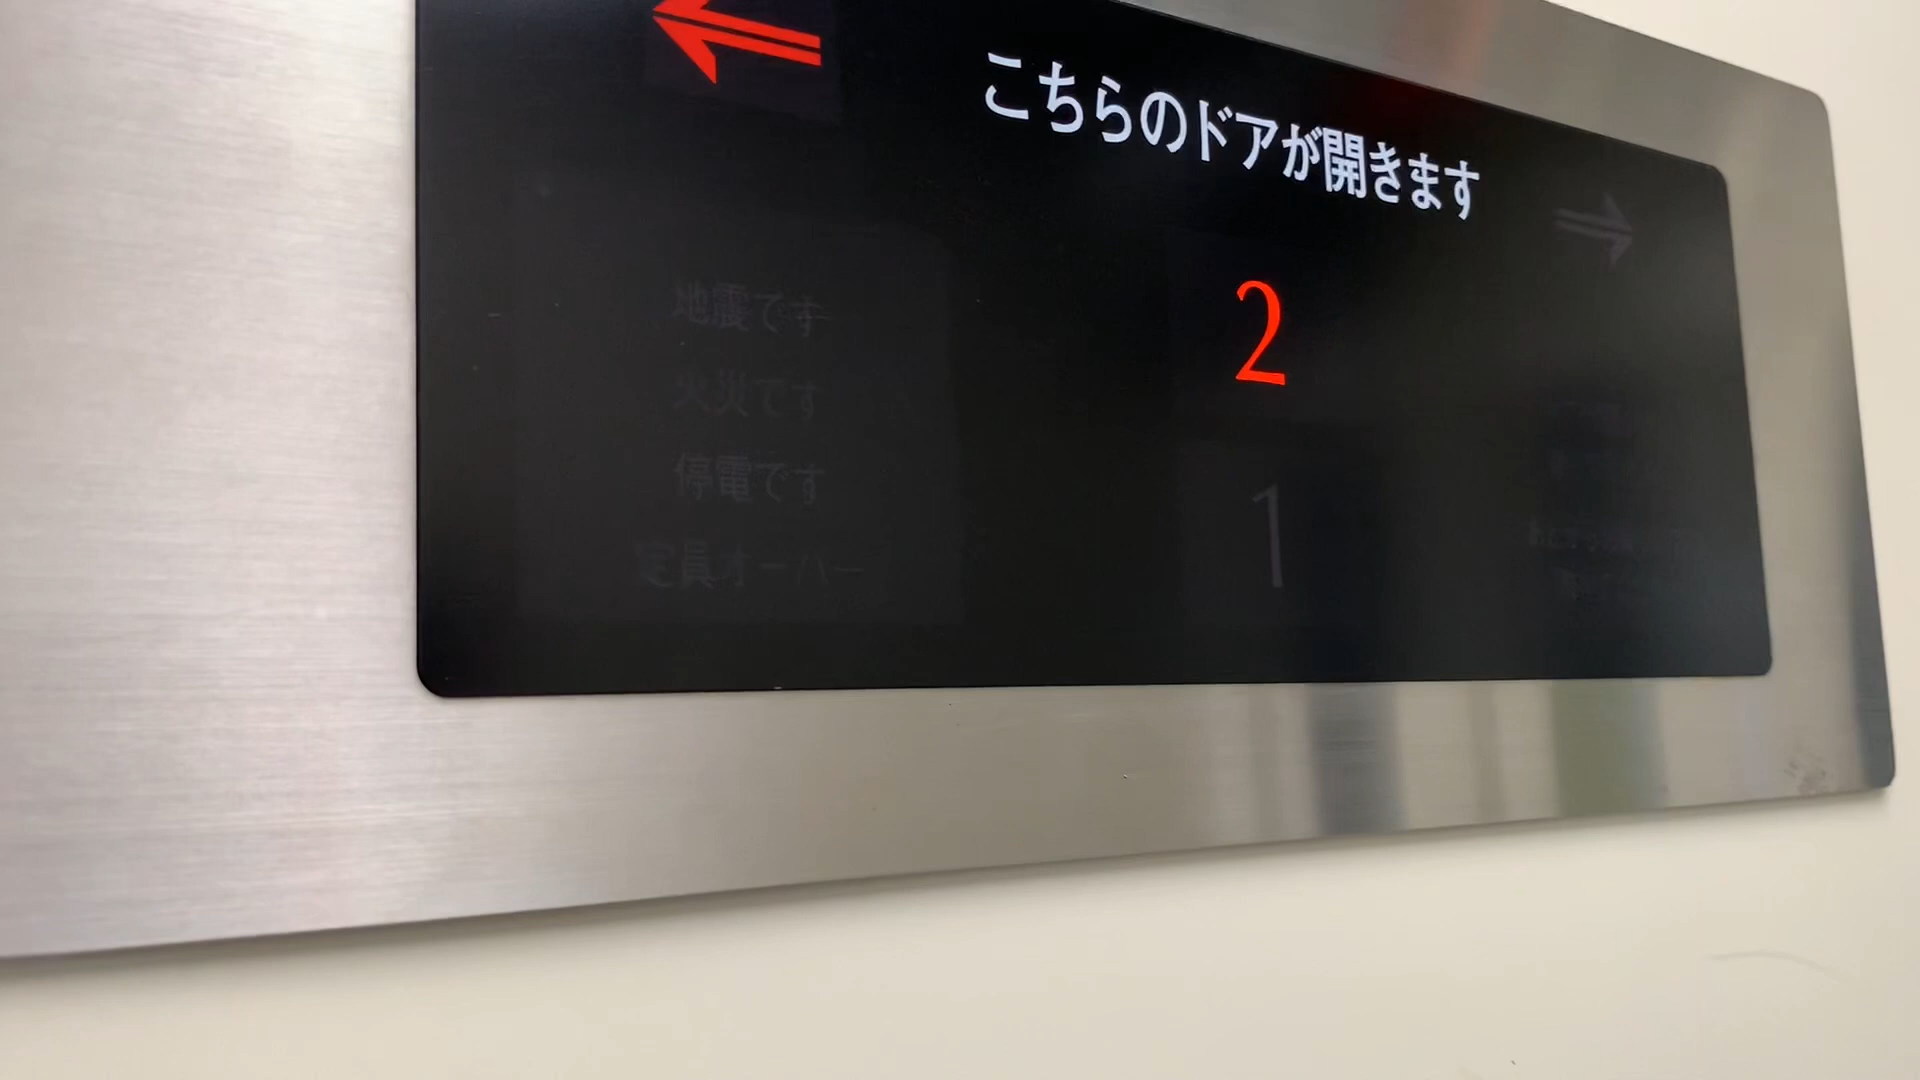 こちらのドアが開きます
2
地震です
火災です
停電です
定員オーバー
1